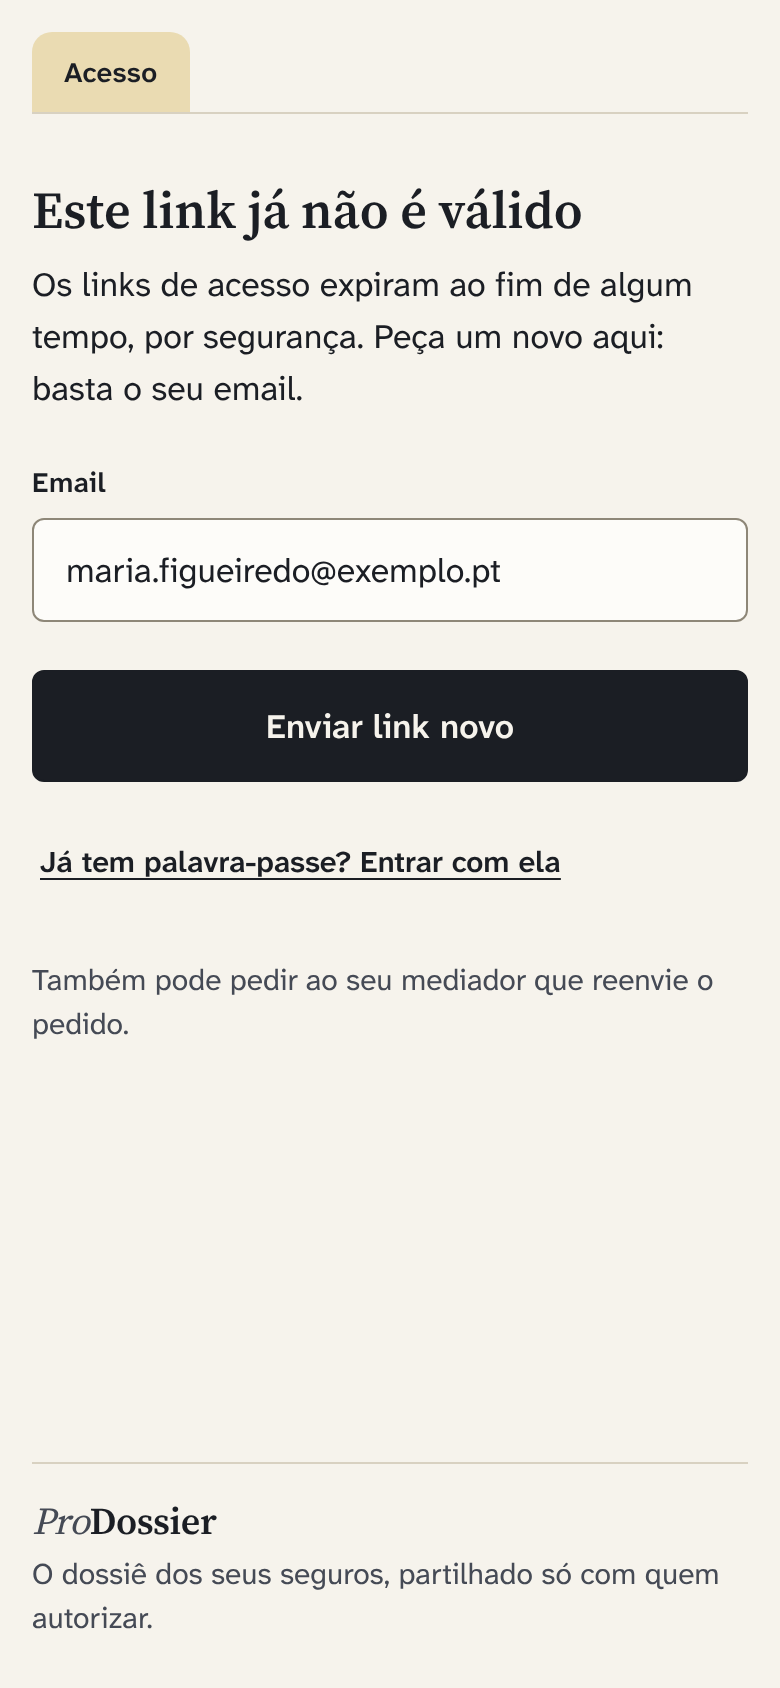 Acesso
Este link já não é válido
Os links de acesso expiram ao fim de algum
tempo, por segurança. Peça um novo aqui:
basta o seu email.
Email
maria.figueiredo@exemplo.pt
Enviar link novo
Já tem palavra-passe? Entrar com ela
Também pode pedir ao seu mediador que reenvie o
pedido.
ProDossier
O dossiê dos seus seguros, partilhado só com quem
autorizar.